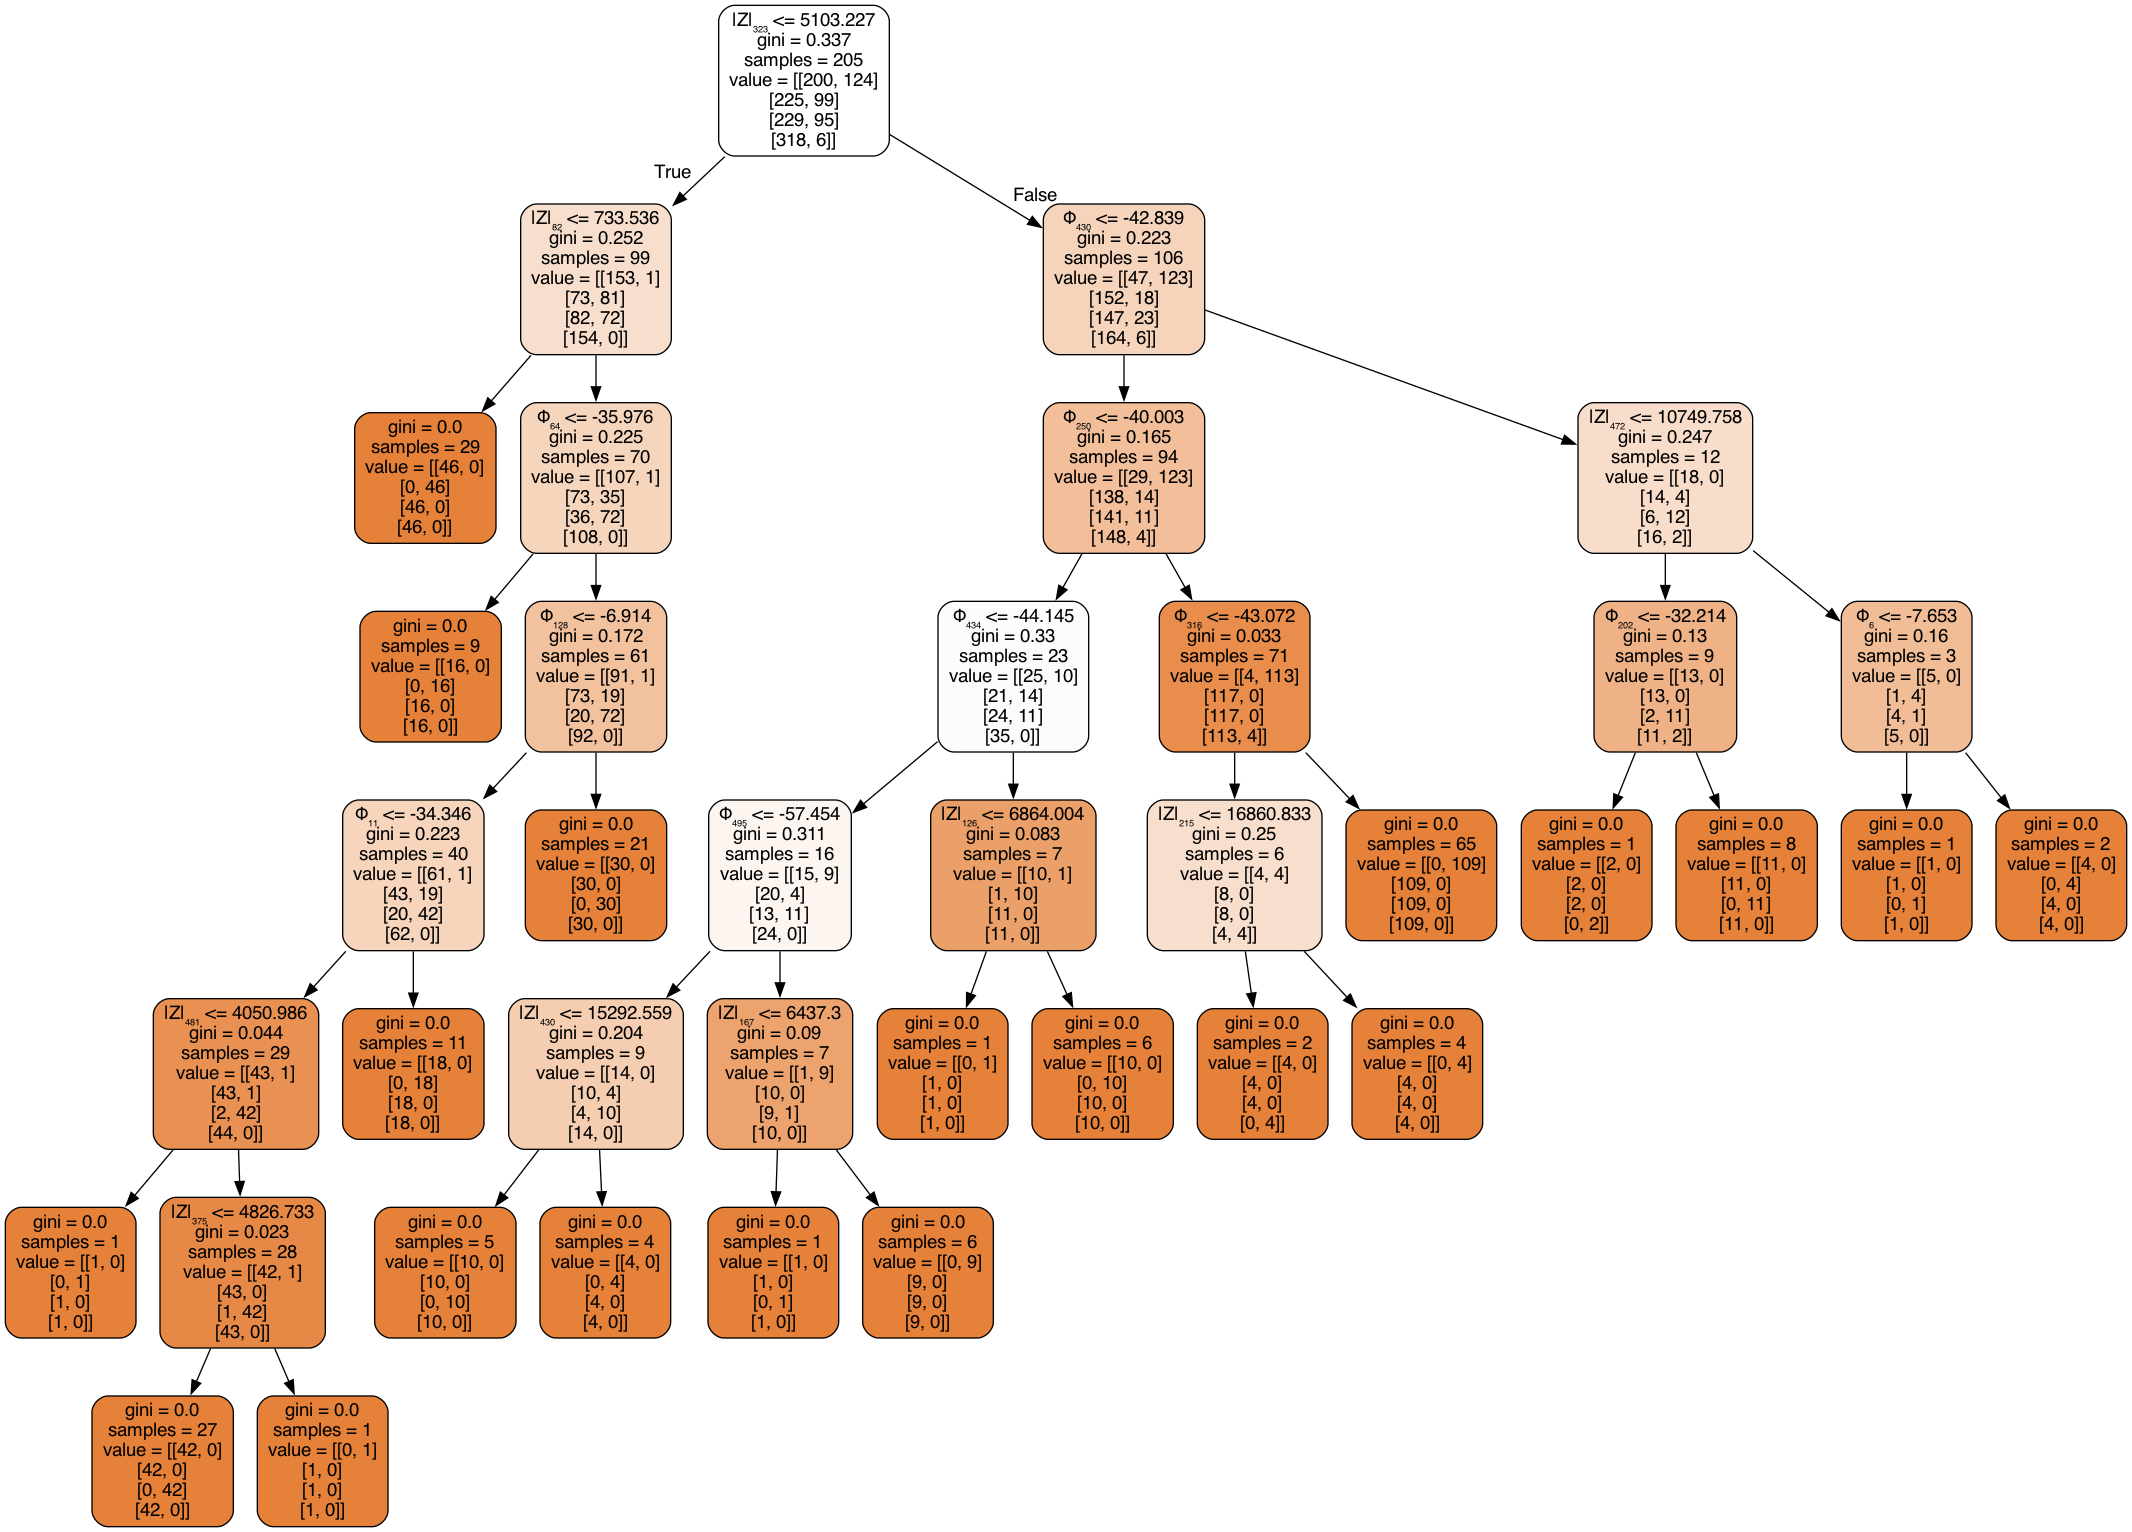 |Z|₃₂₃ <= 5103.227
gini = 0.337
samples = 205
value = [[200, 124]
[225, 99]
[229, 95]
[318, 6]]
True
False
|Z|₈₂ <= 733.536
gini = 0.252
samples = 99
value = [[153, 1]
[73, 81]
[82, 72]
[154, 0]]
Φ₄₃₀ <= -42.839
gini = 0.223
samples = 106
value = [[47, 123]
[152, 18]
[147, 23]
[164, 6]]
gini = 0.0
samples = 29
value = [[46, 0]
[0, 46]
[46, 0]
[46, 0]]
Φ₆₄ <= -35.976
gini = 0.225
samples = 70
value = [[107, 1]
[73, 35]
[36, 72]
[108, 0]]
Φ₂₅₀ <= -40.003
gini = 0.165
samples = 94
value = [[29, 123]
[138, 14]
[141, 11]
[148, 4]]
|Z|₄₇₂ <= 10749.758
gini = 0.247
samples = 12
value = [[18, 0]
[14, 4]
[6, 12]
[16, 2]]
gini = 0.0
samples = 9
value = [[16, 0]
[0, 16]
[16, 0]
[16, 0]]
Φ₁₂₈ <= -6.914
gini = 0.172
samples = 61
value = [[91, 1]
[73, 19]
[20, 72]
[92, 0]]
Φ₄₃₄ <= -44.145
gini = 0.33
samples = 23
value = [[25, 10]
[21, 14]
[24, 11]
[35, 0]]
Φ₃₁₆ <= -43.072
gini = 0.033
samples = 71
value = [[4, 113]
[117, 0]
[117, 0]
[113, 4]]
Φ₂₀₂ <= -32.214
gini = 0.13
samples = 9
value = [[13, 0]
[13, 0]
[2, 11]
[11, 2]]
Φ₆ <= -7.653
gini = 0.16
samples = 3
value = [[5, 0]
[1, 4]
[4, 1]
[5, 0]]
Φ₁₁ <= -34.346
gini = 0.223
samples = 40
value = [[61, 1]
[43, 19]
[20, 42]
[62, 0]]
gini = 0.0
samples = 21
value = [[30, 0]
[30, 0]
[0, 30]
[30, 0]]
Φ₄₉₅ <= -57.454
gini = 0.311
samples = 16
value = [[15, 9]
[20, 4]
[13, 11]
[24, 0]]
|Z|₁₂₆ <= 6864.004
gini = 0.083
samples = 7
value = [[10, 1]
[1, 10]
[11, 0]
[11, 0]]
|Z|₂₁₅ <= 16860.833
gini = 0.25
samples = 6
value = [[4, 4]
[8, 0]
[8, 0]
[4, 4]]
gini = 0.0
samples = 65
value = [[0, 109]
[109, 0]
[109, 0]
[109, 0]]
gini = 0.0
samples = 1
value = [[2, 0]
[2, 0]
[2, 0]
[0, 2]]
gini = 0.0
samples = 8
value = [[11, 0]
[11, 0]
[0, 11]
[11, 0]]
gini = 0.0
samples = 1
value = [[1, 0]
[1, 0]
[0, 1]
[1, 0]]
gini = 0.0
samples = 2
value = [[4, 0]
[0, 4]
[4, 0]
[4, 0]]
|Z|₄₈₁ <= 4050.986
gini = 0.044
samples = 29
value = [[43, 1]
[43, 1]
[2, 42]
[44, 0]]
gini = 0.0
samples = 11
value = [[18, 0]
[0, 18]
[18, 0]
[18, 0]]
|Z|₄₃₀ <= 15292.559
gini = 0.204
samples = 9
value = [[14, 0]
[10, 4]
[4, 10]
[14, 0]]
|Z|₁₆₇ <= 6437.3
gini = 0.09
samples = 7
value = [[1, 9]
[10, 0]
[9, 1]
[10, 0]]
gini = 0.0
samples = 1
value = [[0, 1]
[1, 0]
[1, 0]
[1, 0]]
gini = 0.0
samples = 6
value = [[10, 0]
[0, 10]
[10, 0]
[10, 0]]
gini = 0.0
samples = 2
value = [[4, 0]
[4, 0]
[4, 0]
[0, 4]]
gini = 0.0
samples = 4
value = [[0, 4]
[4, 0]
[4, 0]
[4, 0]]
gini = 0.0
samples = 1
value = [[1, 0]
[0, 1]
[1, 0]
[1, 0]]
|Z|₃₇₅ <= 4826.733
gini = 0.023
samples = 28
value = [[42, 1]
[43, 0]
[1, 42]
[43, 0]]
gini = 0.0
samples = 5
value = [[10, 0]
[10, 0]
[0, 10]
[10, 0]]
gini = 0.0
samples = 4
value = [[4, 0]
[0, 4]
[4, 0]
[4, 0]]
gini = 0.0
samples = 1
value = [[1, 0]
[1, 0]
[0, 1]
[1, 0]]
gini = 0.0
samples = 6
value = [[0, 9]
[9, 0]
[9, 0]
[9, 0]]
gini = 0.0
samples = 27
value = [[42, 0]
[42, 0]
[0, 42]
[42, 0]]
gini = 0.0
samples = 1
value = [[0, 1]
[1, 0]
[1, 0]
[1, 0]]